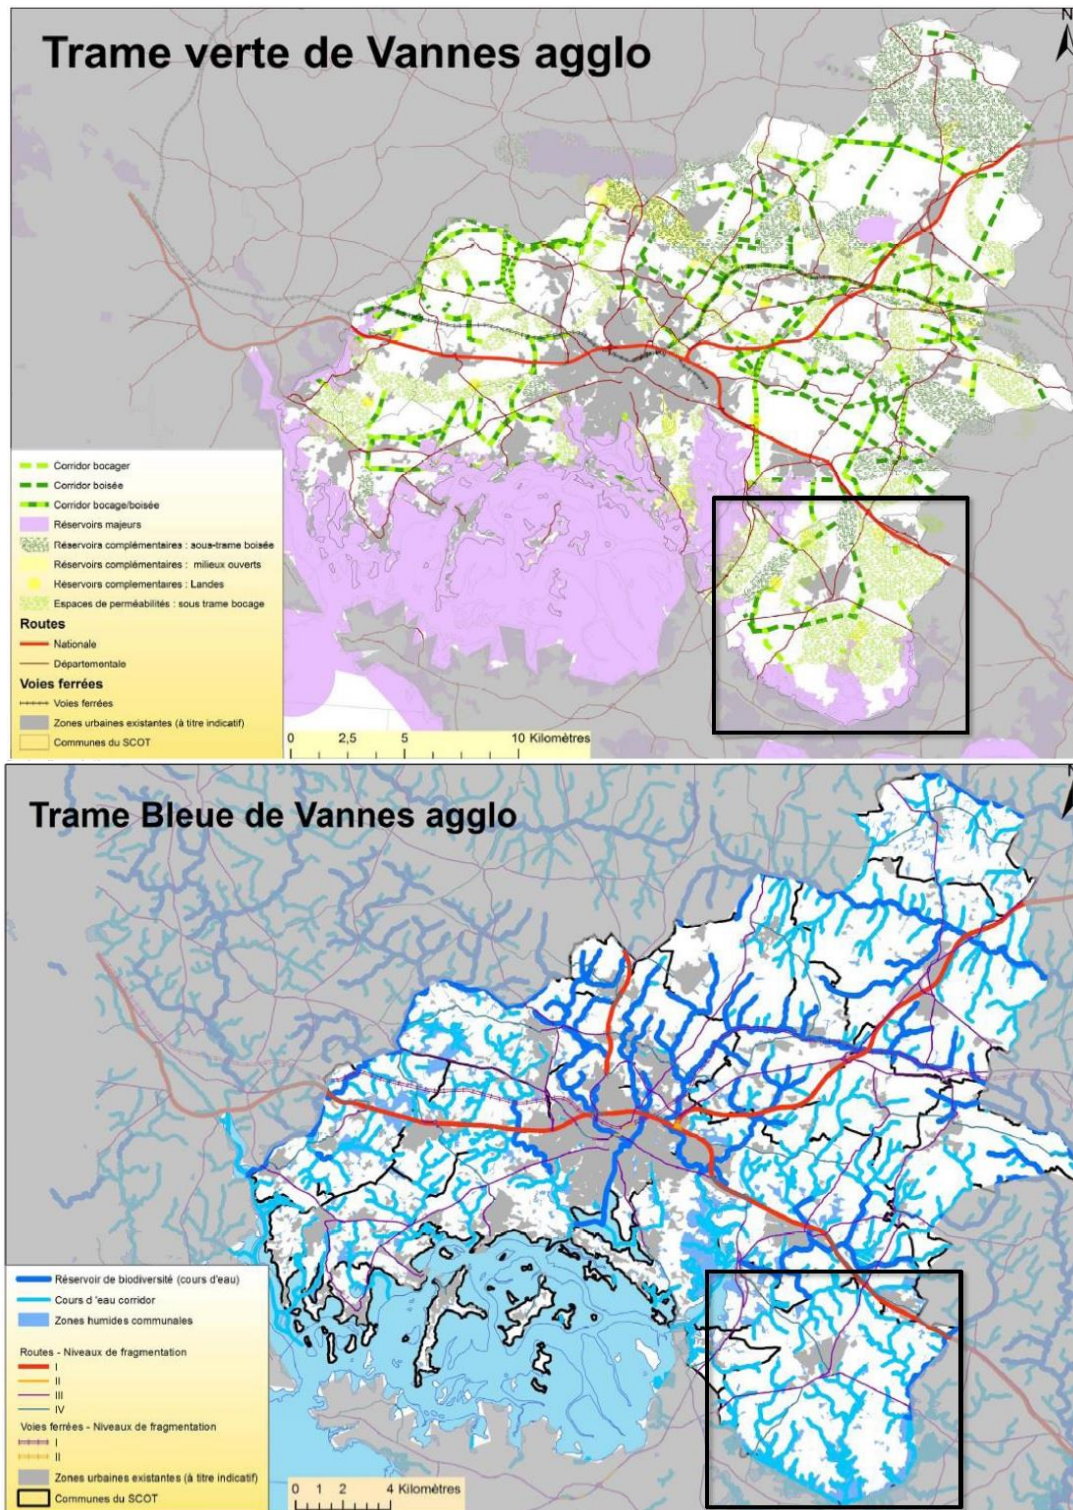 Trame verte de Vannes agglo
N
Corridor bocager
Corridor boisée
Corridor bocage/boisée
Réservoirs majeurs
Réservoirs complémentaires : sous-trame boisée
Réservoirs complémentaires : milieux ouverts
Réservoirs complementaires : Landes
Espaces de perméabilités : sous trame bocage
Routes
Nationale
Départementale
Voies ferrées
Voies ferrées
Zones urbaines existantes (à titre indicatif)
Communes du SCOT
0 2,5 5 10 Kilomètres
Trame Bleue de Vannes agglo
Réservoir de biodiversité (cours d'eau)
Cours d 'eau corridor
Zones humides communales
Routes - Niveaux de fragmentation
I
II
III
IV
Voies ferrées - Niveaux de fragmentation
I
II
Zones urbaines existantes (à titre indicatif)
Communes du SCOT
0 1 2 4 Kilomètres